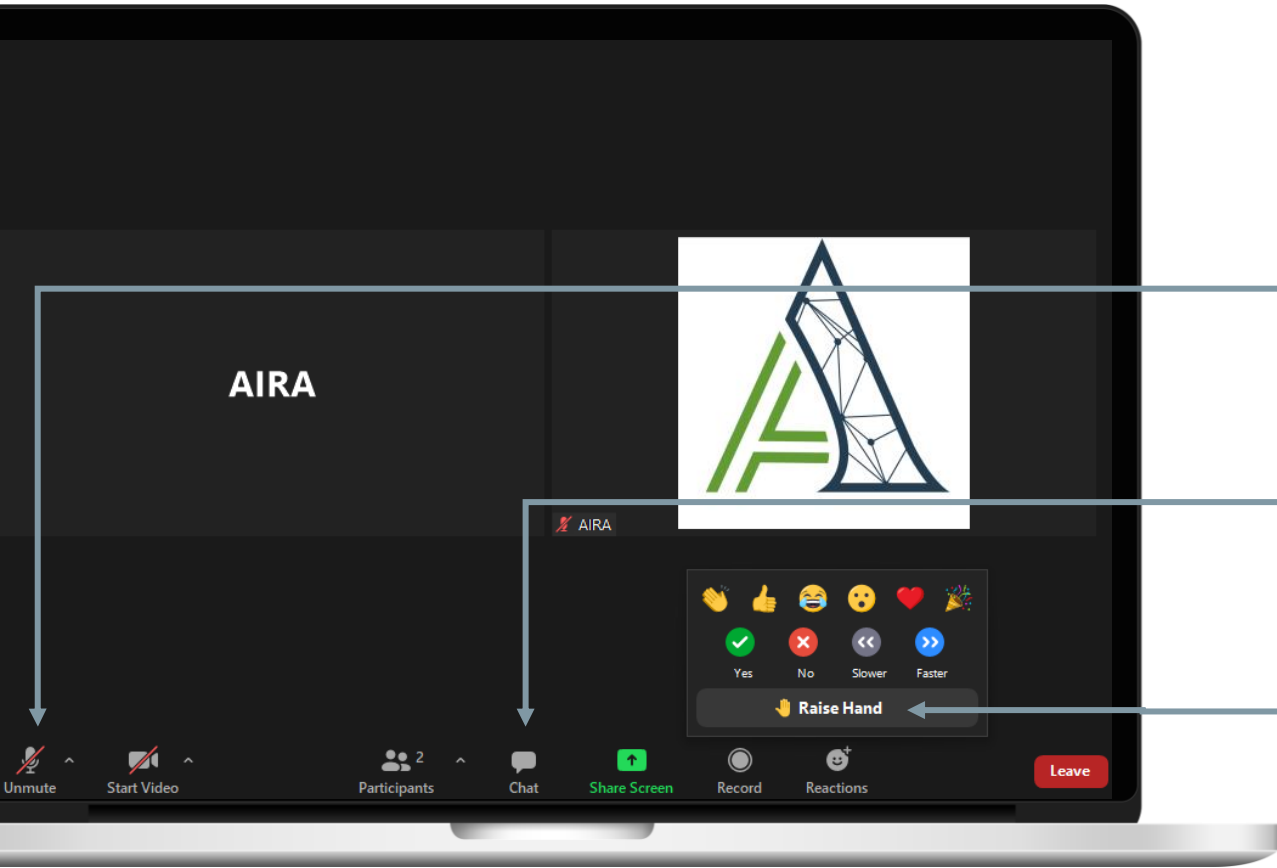 AIRA
AIRA
Yes No Slower Faster
Raise Hand
2
Unmute Start Video Participants Chat Share Screen Record Reactions Leave